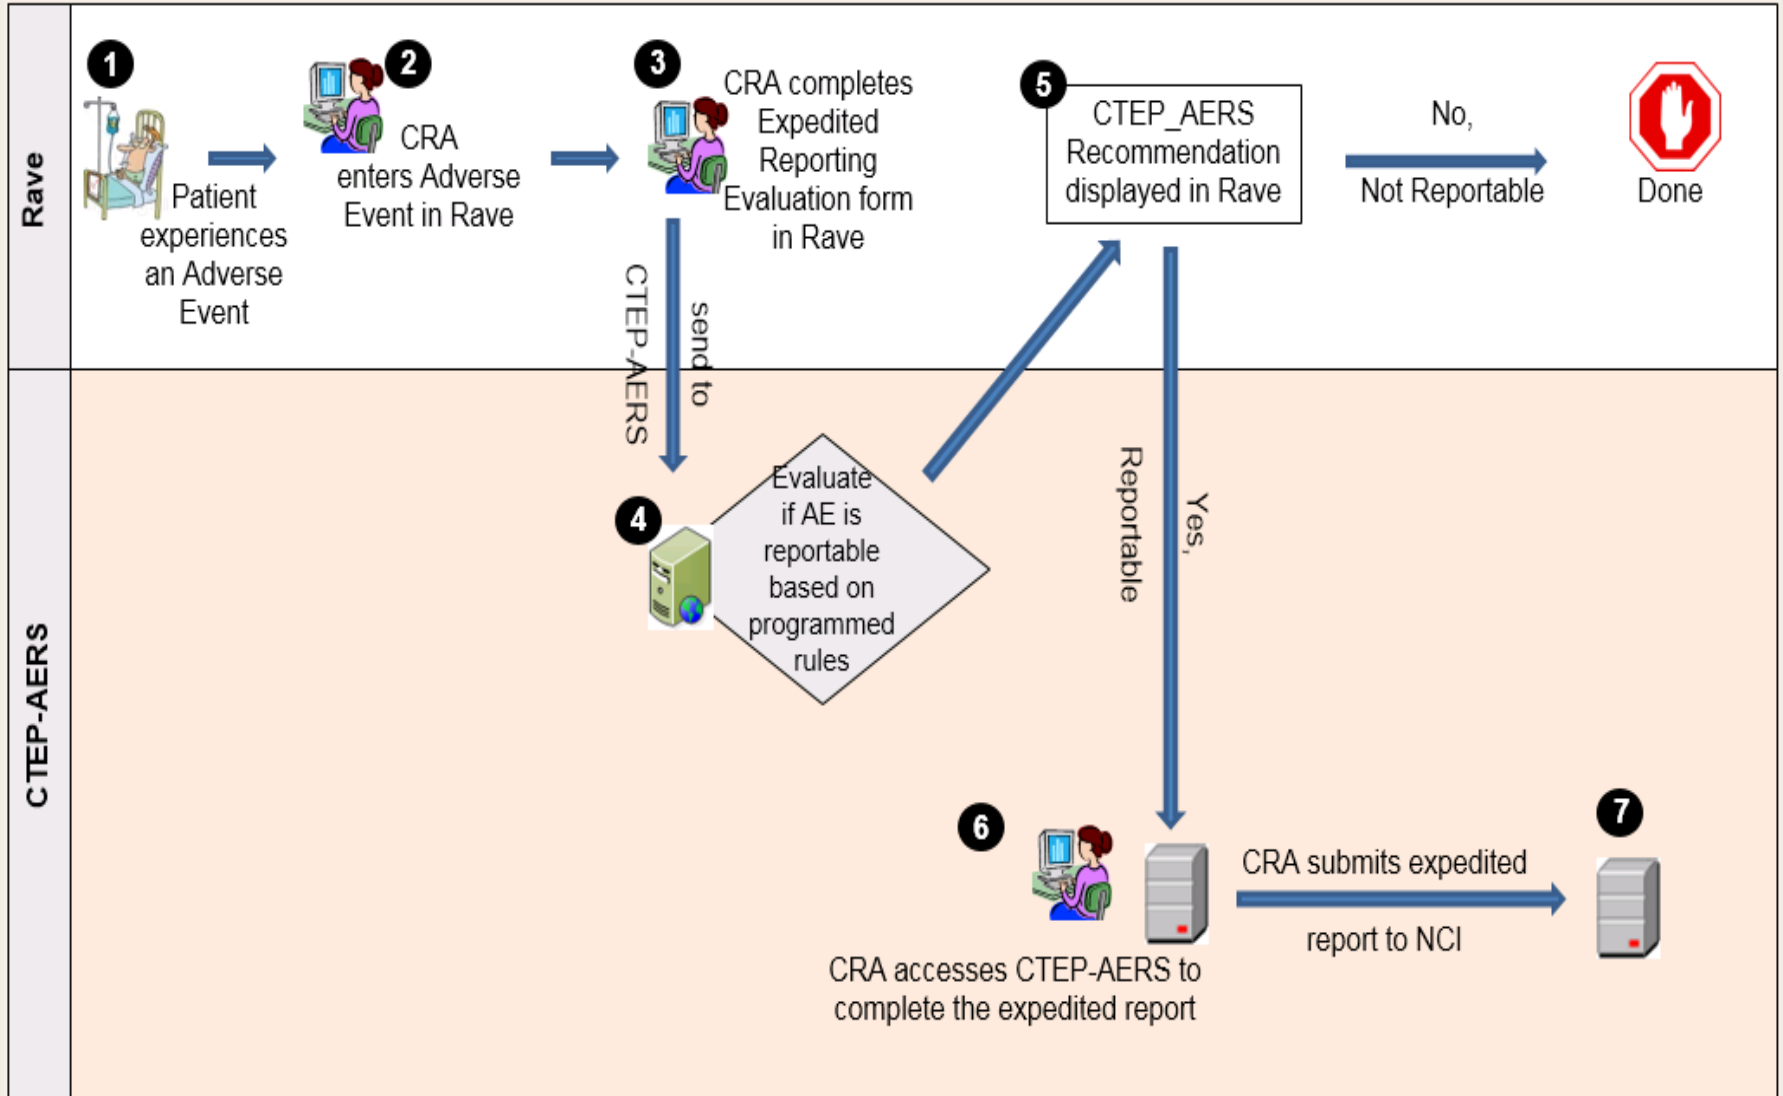 Rave
1
Patient
experiences
an Adverse
Event
2
CRA
enters Adverse
Event in Rave
3
CRA completes
Expedited
Reporting
Evaluation form
in Rave
send to
CTEP-AERS
5
CTEP_AERS
Recommendation
displayed in Rave
No,
Not Reportable
Done
CTEP-AERS
4
Evaluate
if AE is
reportable
based on
programmed
rules
Yes,
Reportable
6
CRA accesses CTEP-AERS to
complete the expedited report
CRA submits expedited
report to NCI
7